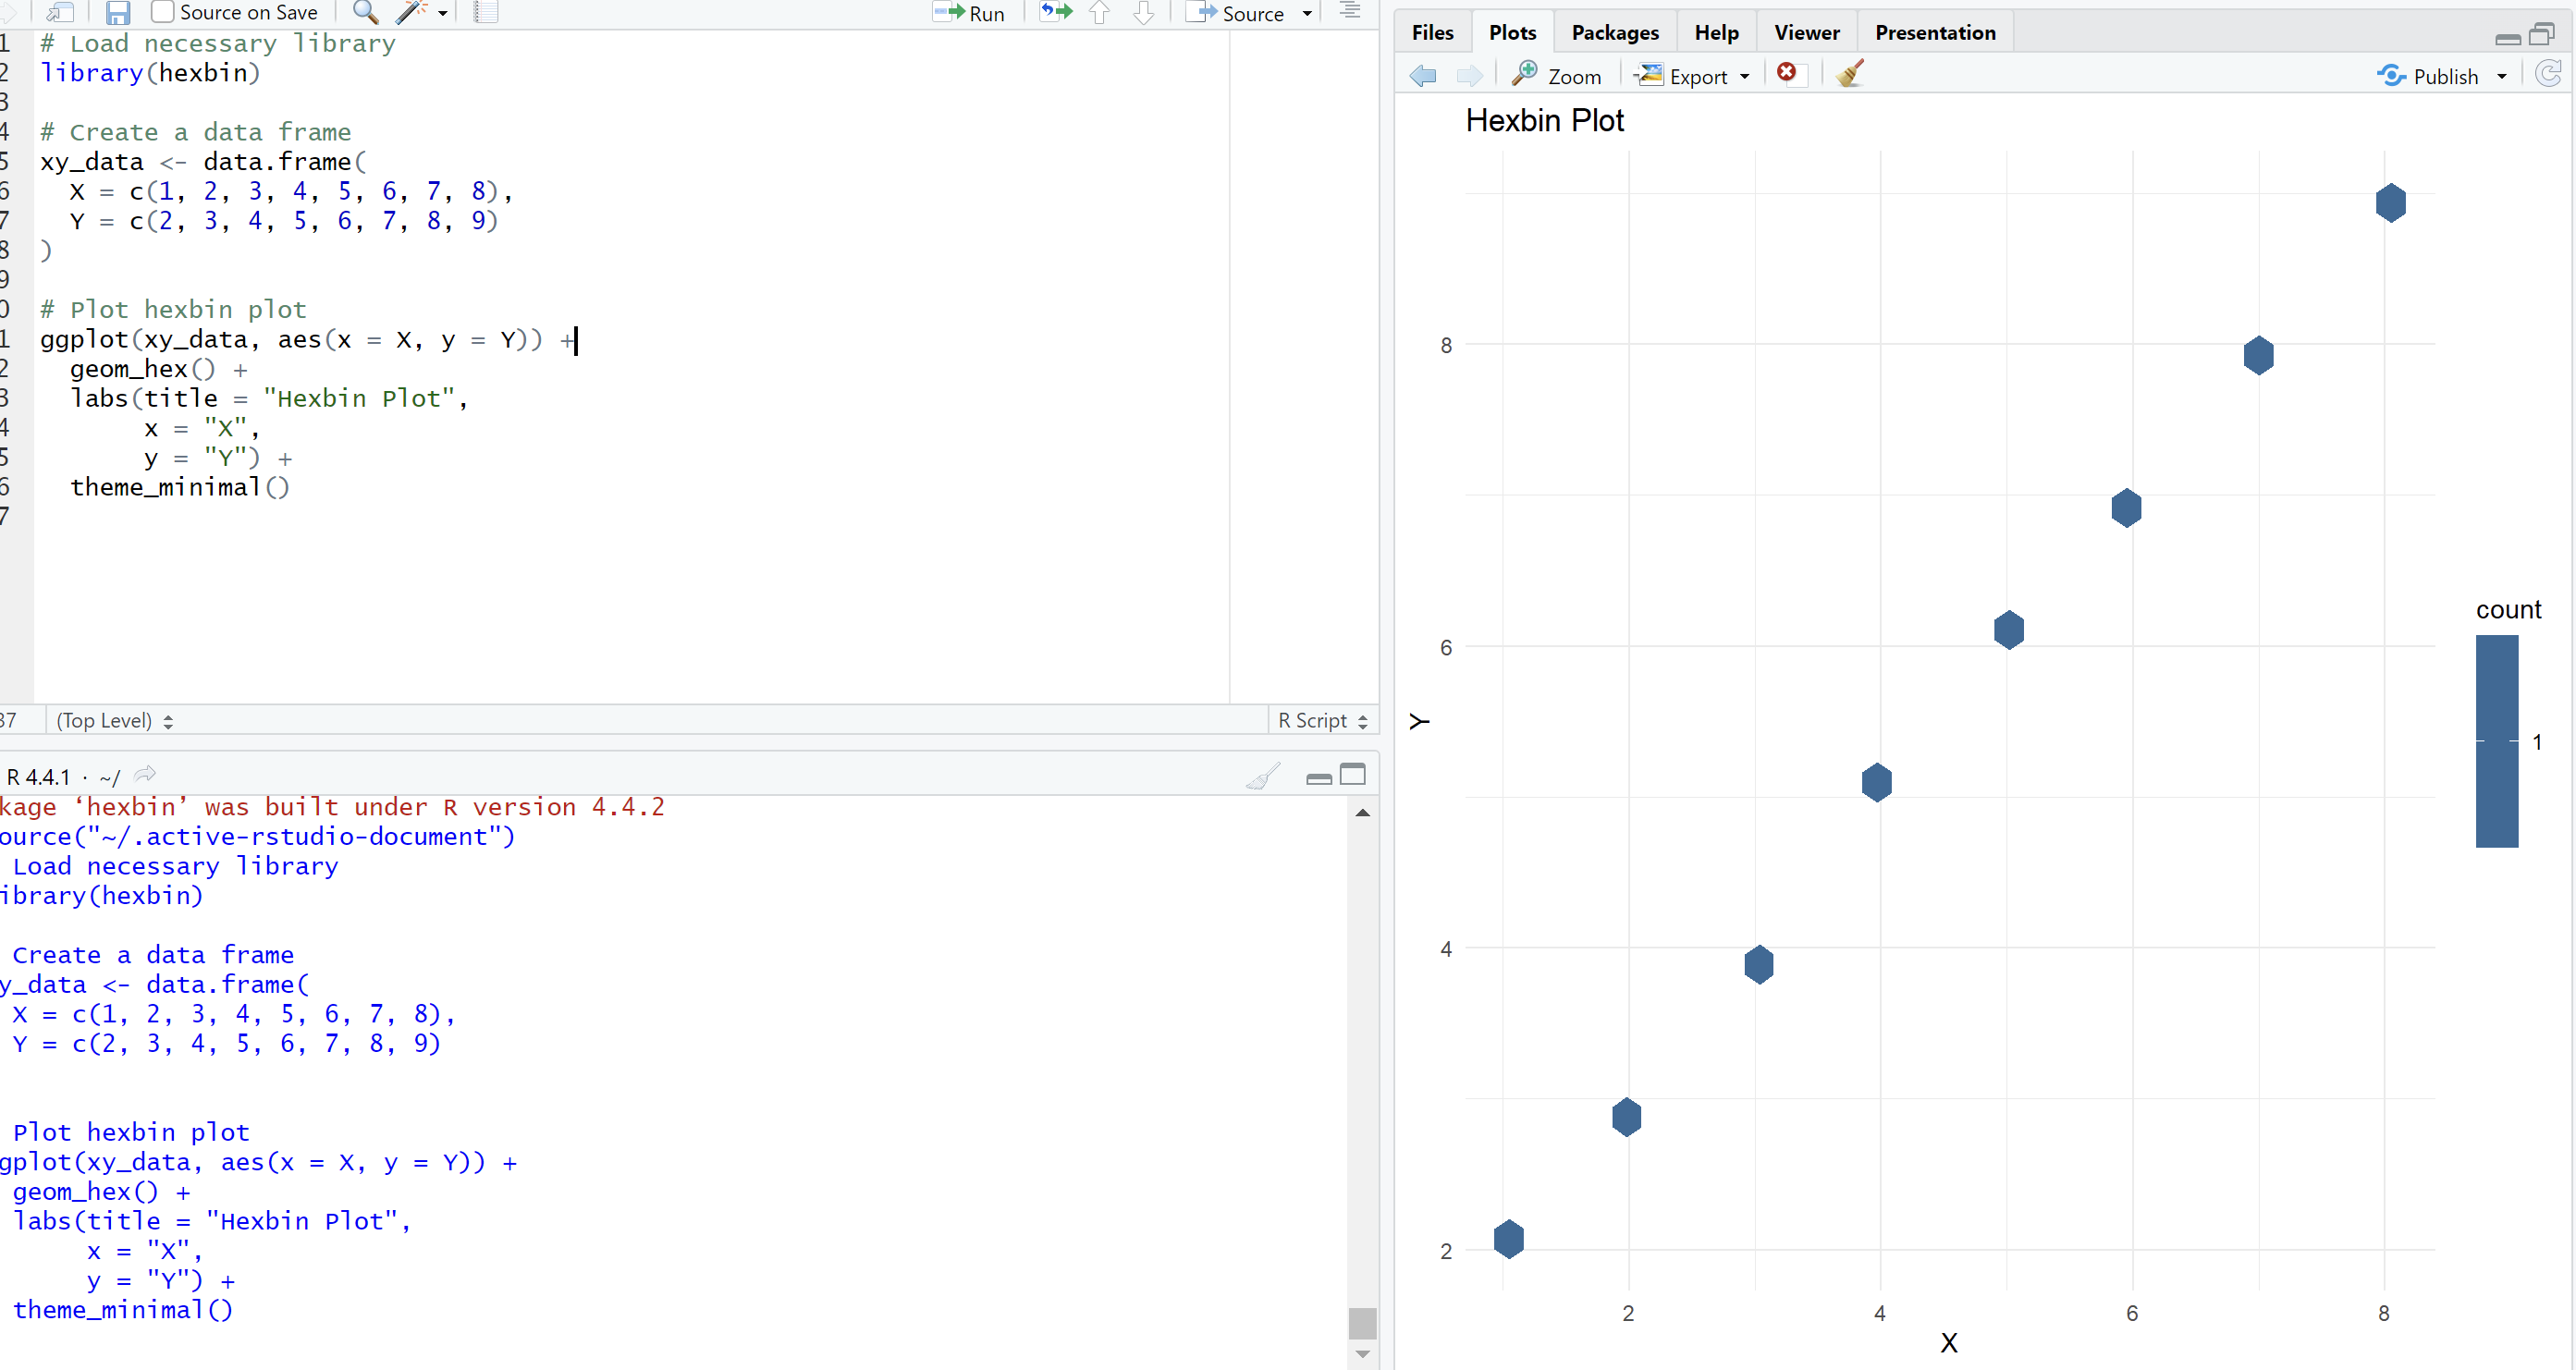 Source on Save
Run
Source
1 # Load necessary library
2 library(hexbin)
3
4 # Create a data frame
5 xy_data <- data.frame(
6 X = c(1, 2, 3, 4, 5, 6, 7, 8),
7 Y = c(2, 3, 4, 5, 6, 7, 8, 9)
8 )
9
0 # Plot hexbin plot
1 ggplot(xy_data, aes(x = X, y = Y)) +
2 geom_hex() +
3 labs(title = "Hexbin Plot",
4 x = "X",
5 y = "Y") +
6 theme_minimal()
7
37 (Top Level) R Script
R 4.4.1 · ~/
kage ‘hexbin’ was built under R version 4.4.2
ource("~/.active-rstudio-document")
Load necessary library
ibrary(hexbin)
Create a data frame
y_data <- data.frame(
X = c(1, 2, 3, 4, 5, 6, 7, 8),
Y = c(2, 3, 4, 5, 6, 7, 8, 9)
Plot hexbin plot
gplot(xy_data, aes(x = X, y = Y)) +
geom_hex() +
labs(title = "Hexbin Plot",
x = "X",
y = "Y") +
theme_minimal()
Files Plots Packages Help Viewer Presentation
Zoom Export Publish
Hexbin Plot
8
6
4
2
Y
2 4 6 8
X
count
1